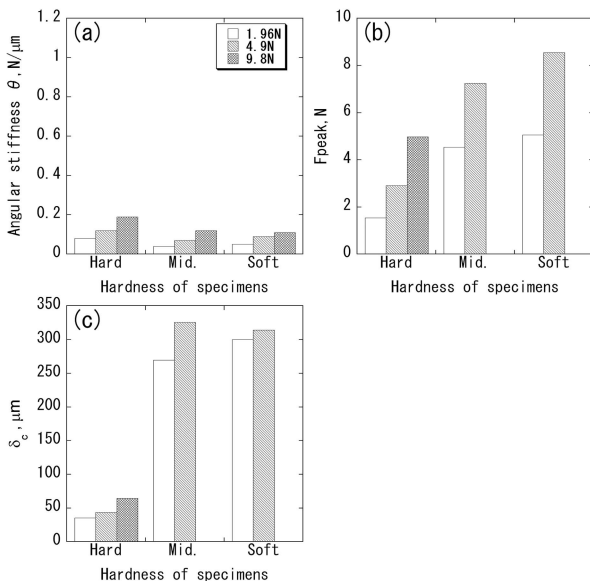 (a)
1.96N
4.9N
9.8N
Angular stiffness θ, N/μm
1.2
1
0.8
0.6
0.4
0.2
0
Hard Mid. Soft
Hardness of specimens
(b)
Fpeak, N
10
8
6
4
2
0
Hard Mid. Soft
Hardness of specimens
(c)
δc, μm
350
300
250
200
150
100
50
0
Hard Mid. Soft
Hardness of specimens